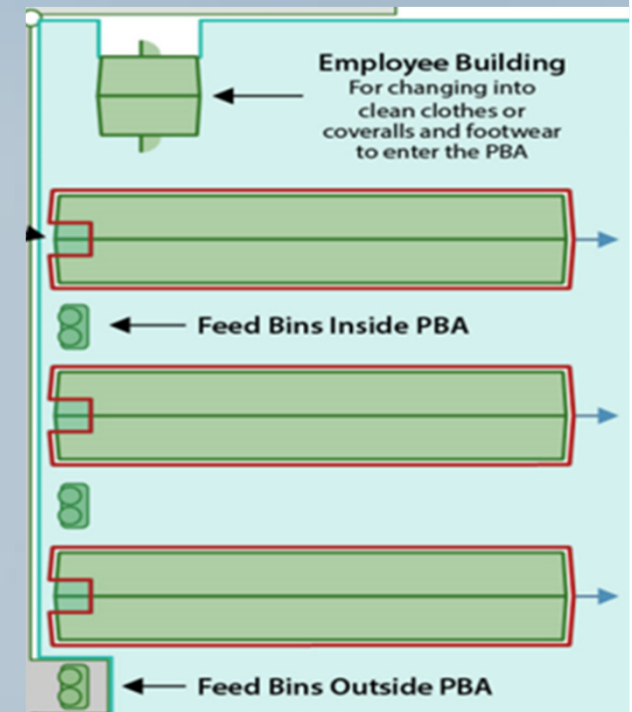 Employee Building
For changing into
clean clothes or
coveralls and footwear
to enter the PBA
Feed Bins Inside PBA
Feed Bins Outside PBA